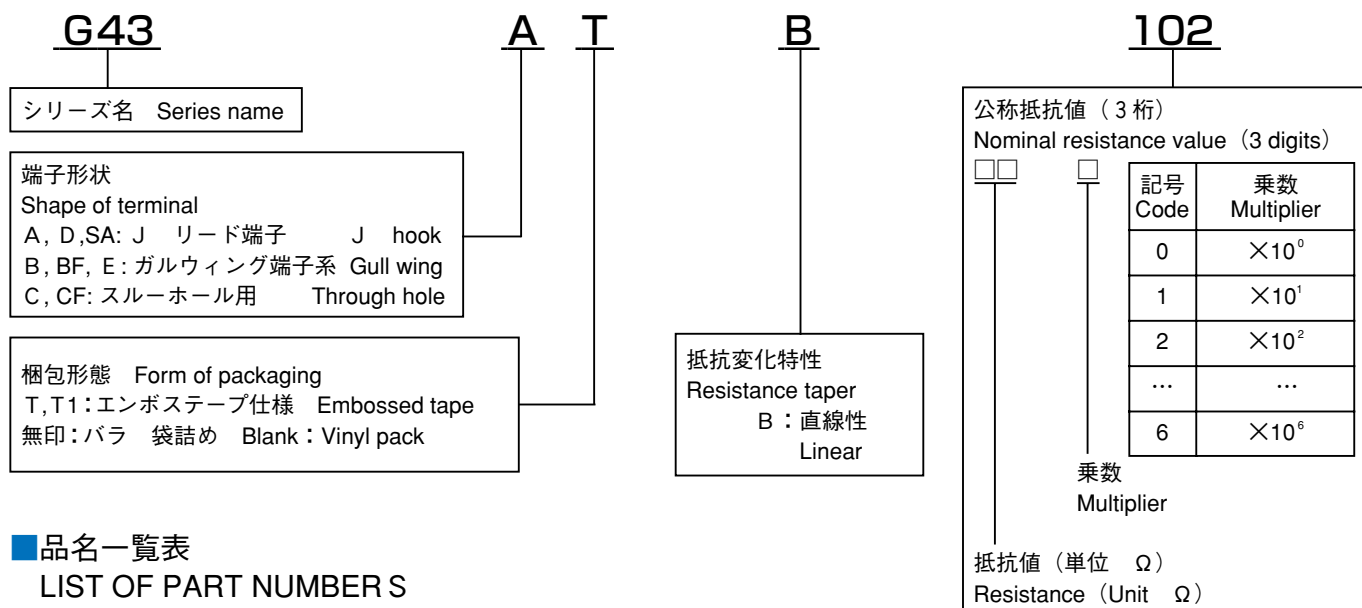 G43 A T B 102
シリーズ名 Series name
端子形状
Shape of terminal
A, D,SA: J リード端子 J hook
B, BF, E : ガルウィング端子系 Gull wing
C, CF: スルーホール用 Through hole
梱包形態 Form of packaging
T,T1：エンボステープ仕様 Embossed tape
無印：バラ 袋詰め Blank：Vinyl pack
抵抗変化特性
Resistance taper
B：直線性
Linear
公称抵抗値（3桁）
Nominal resistance value（3 digits）
□□ □
記号 乗数
Code Multiplier
0 ×10⁰
1 ×10¹
2 ×10²
… …
6 ×10⁶
乗数
Multiplier
抵抗値（単位 Ω）
Resistance（Unit Ω）
■品名一覧表
LIST OF PART NUMBERS